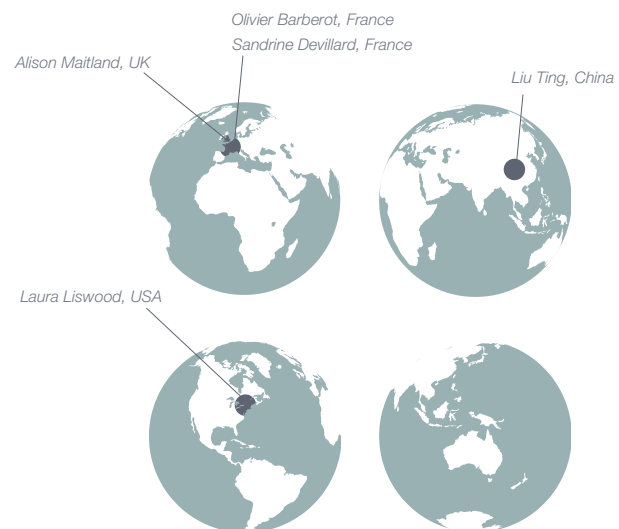 Olivier Barberot, France
Sandrine Devillard, France
Alison Maitland, UK
Liu Ting, China
Laura Liswood, USA